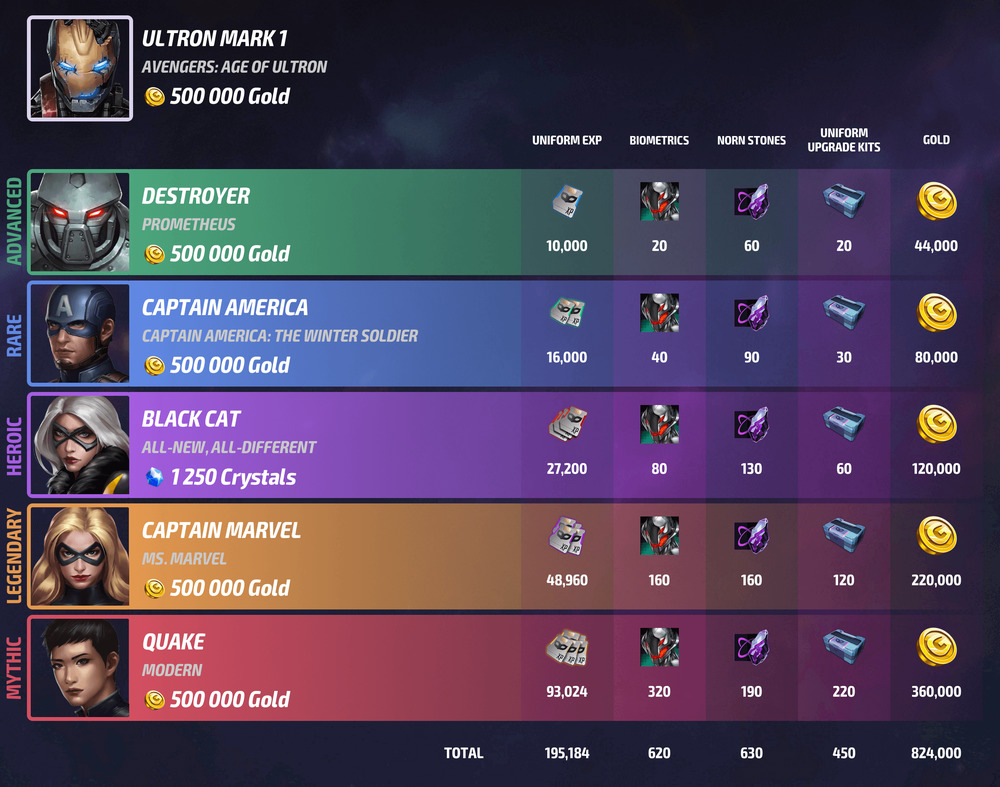 ULTRON MARK 1
AVENGERS: AGE OF ULTRON
500 000 Gold
UNIFORM EXP BIOMETRICS NORN STONES UNIFORM UPGRADE KITS GOLD
ADVANCED
DESTROYER
PROMETHEUS
500 000 Gold
10,000 20 60 20 44,000
RARE
CAPTAIN AMERICA
CAPTAIN AMERICA: THE WINTER SOLDIER
500 000 Gold
16,000 40 90 30 80,000
HEROIC
BLACK CAT
ALL-NEW, ALL-DIFFERENT
1 250 Crystals
27,200 80 130 60 120,000
LEGENDARY
CAPTAIN MARVEL
MS. MARVEL
500 000 Gold
48,960 160 160 120 220,000
MYTHIC
QUAKE
MODERN
500 000 Gold
93,024 320 190 220 360,000
TOTAL 195,184 620 630 450 824,000